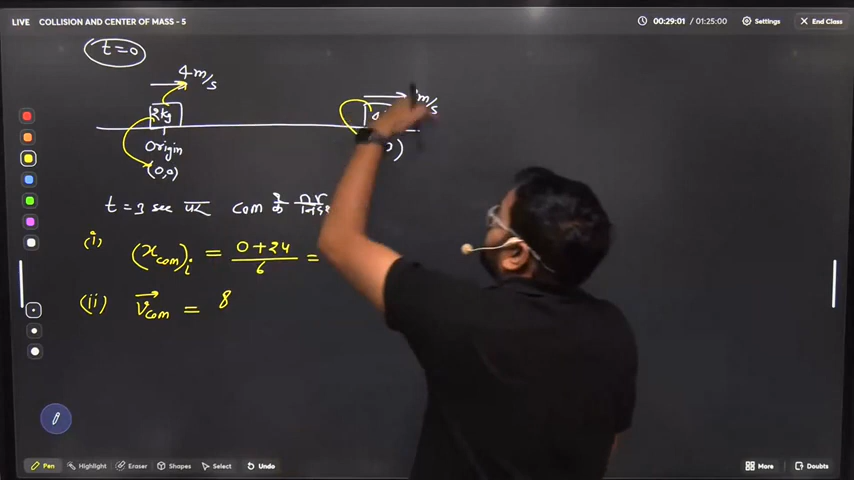 LIVE COLLISION AND CENTER OF MASS - 5 00:29:01 / 01:25:00 Settings End Class
t=0
4 m/s
m/s
2kg
Origin
(0,0)
t = 3 sec पर com
(i) (x com)i = 0+24 / 6 =
(ii) v com = 8
Pen Highlight Eraser Shapes Select Undo More Doubts